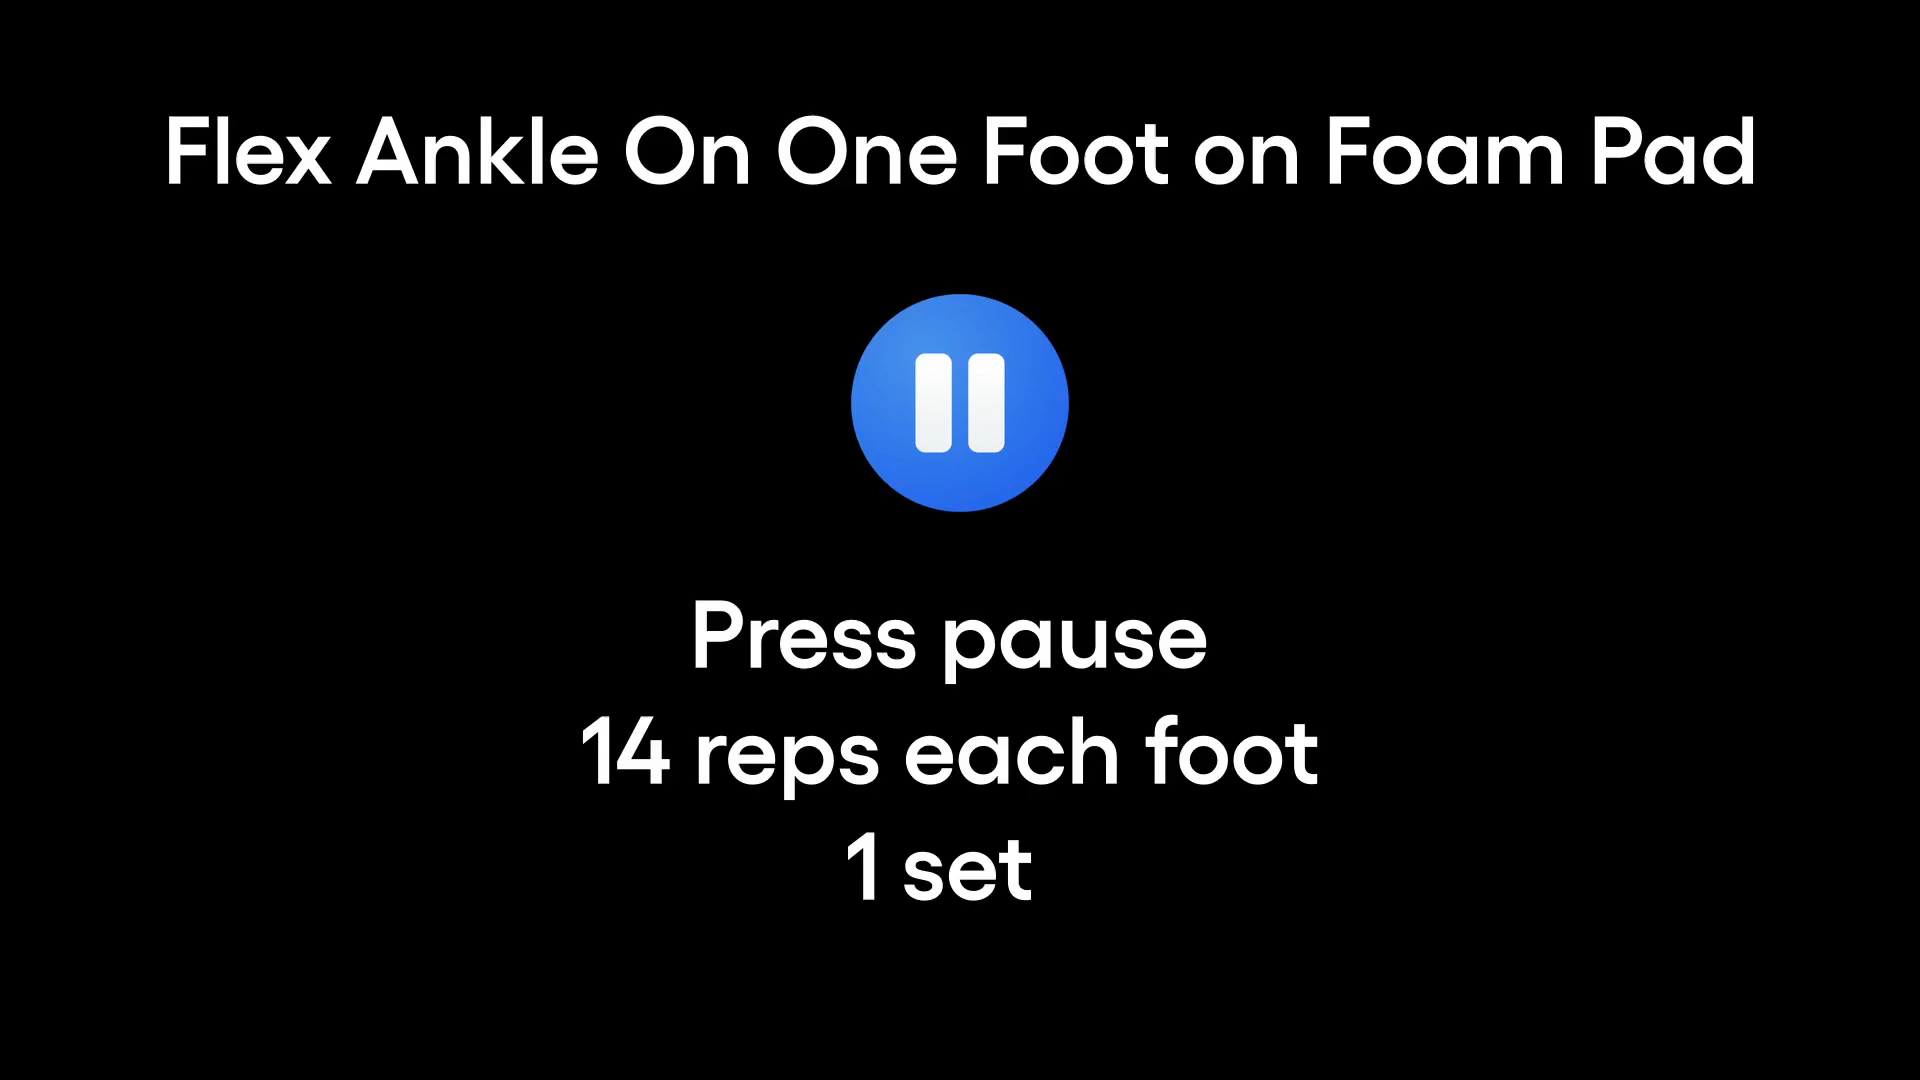 Flex Ankle On One Foot on Foam Pad
Press pause
14 reps each foot
1 set